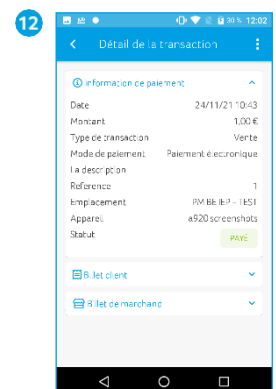 12
30 % 12:02
Détail de la transaction
information de paiement
Date 24/11/21 10:43
Montant 1,00 €
Type de transaction Vente
Mode de paiement Paiement électronique
La description
Reference 1
Emplacement PM BE IEP - TEST
Appareil a920 screenshots
Statut PAYÉ
Billet client
Billet de marchand